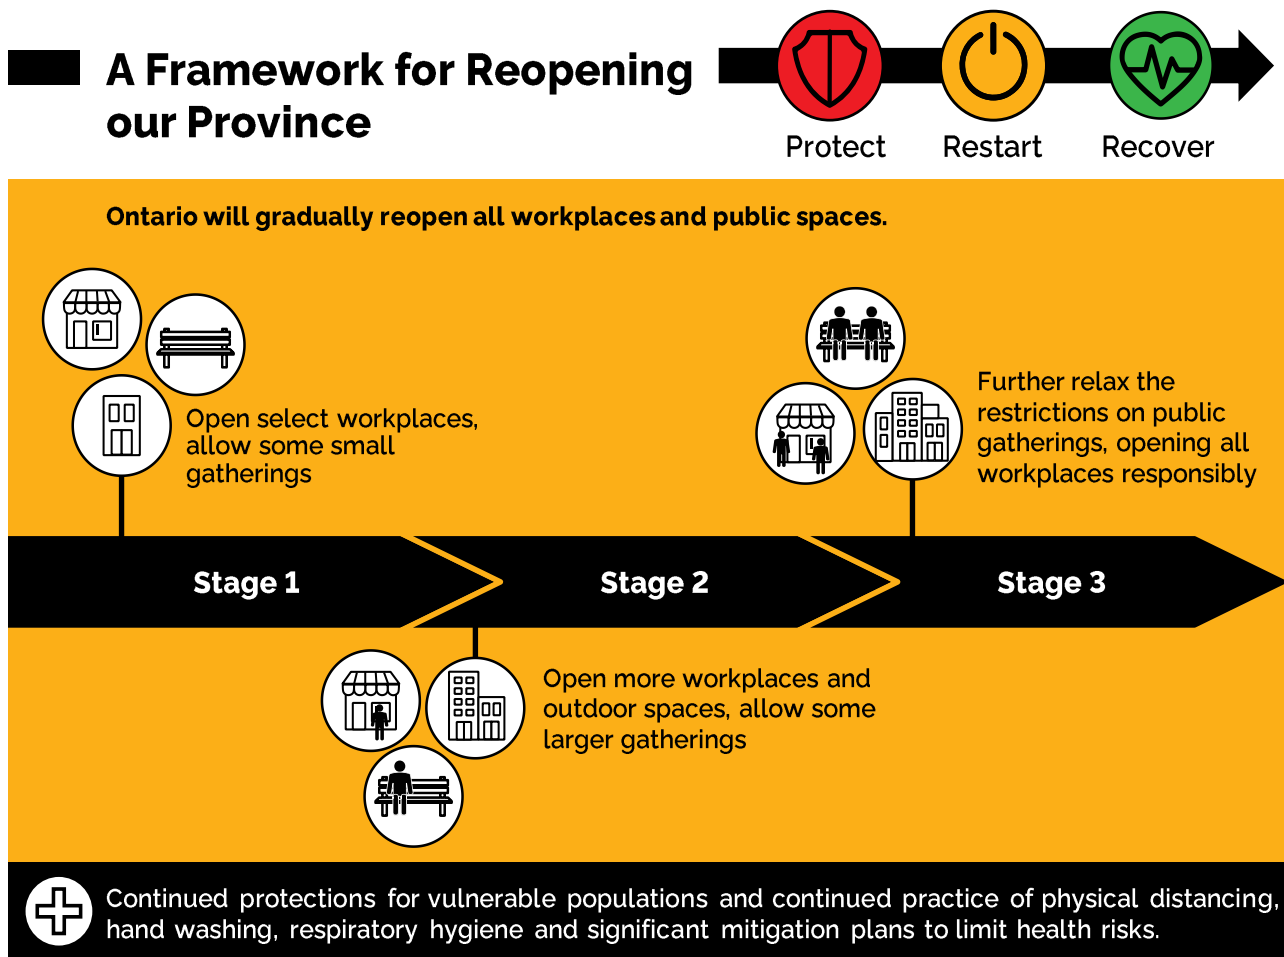 A Framework for Reopening
our Province
Protect
Restart
Recover
Ontario will gradually reopen all workplaces and public spaces.
Open select workplaces,
allow some small
gatherings
Further relax the
restrictions on public
gatherings, opening all
workplaces responsibly
Stage 1
Stage 2
Stage 3
Open more workplaces and
outdoor spaces, allow some
larger gatherings
Continued protections for vulnerable populations and continued practice of physical distancing,
hand washing, respiratory hygiene and significant mitigation plans to limit health risks.